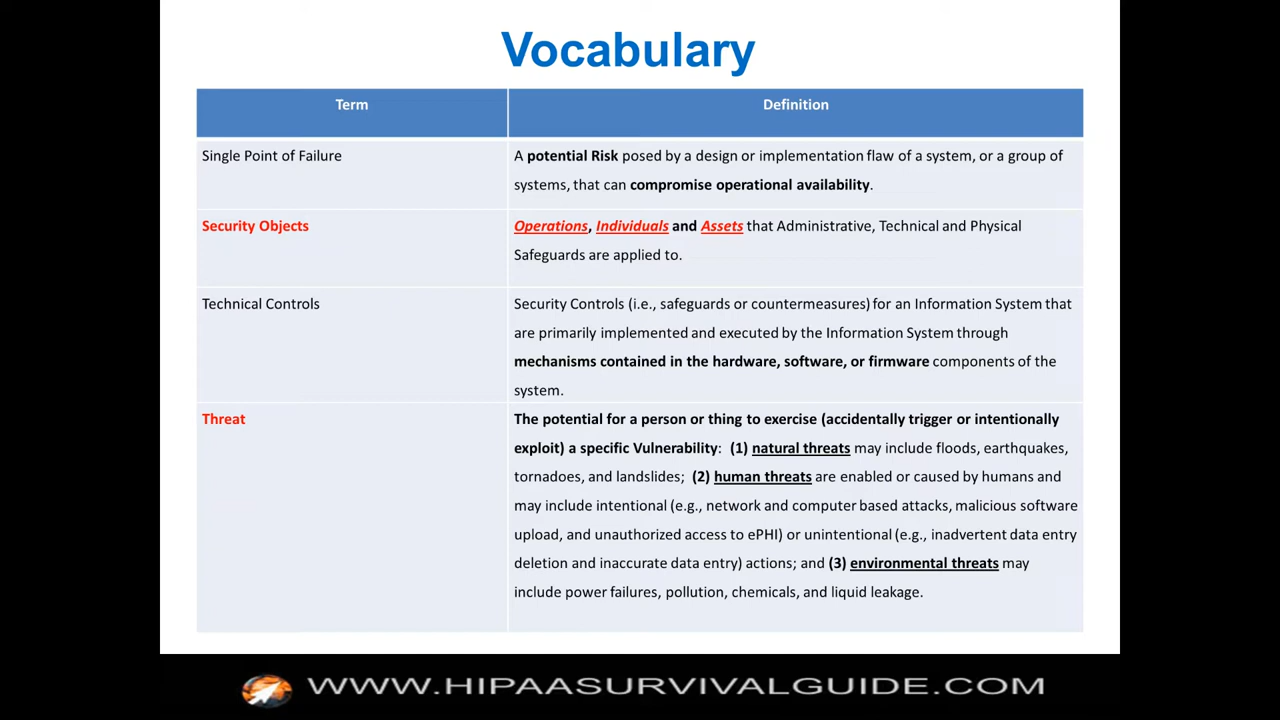 Vocabulary
Term
Definition
Single Point of Failure
A potential Risk posed by a design or implementation flaw of a system, or a group of
systems, that can compromise operational availability.
Security Objects
Operations, Individuals and Assets that Administrative, Technical and Physical
Safeguards are applied to.
Technical Controls
Security Controls (i.e., safeguards or countermeasures) for an Information System that
are primarily implemented and executed by the Information System through
mechanisms contained in the hardware, software, or firmware components of the
system.
Threat
The potential for a person or thing to exercise (accidentally trigger or intentionally
exploit) a specific Vulnerability: (1) natural threats may include floods, earthquakes,
tornadoes, and landslides; (2) human threats are enabled or caused by humans and
may include intentional (e.g., network and computer based attacks, malicious software
upload, and unauthorized access to ePHI) or unintentional (e.g., inadvertent data entry
deletion and inaccurate data entry) actions; and (3) environmental threats may
include power failures, pollution, chemicals, and liquid leakage.
WWW.HIPAASURVIVALGUIDE.COM